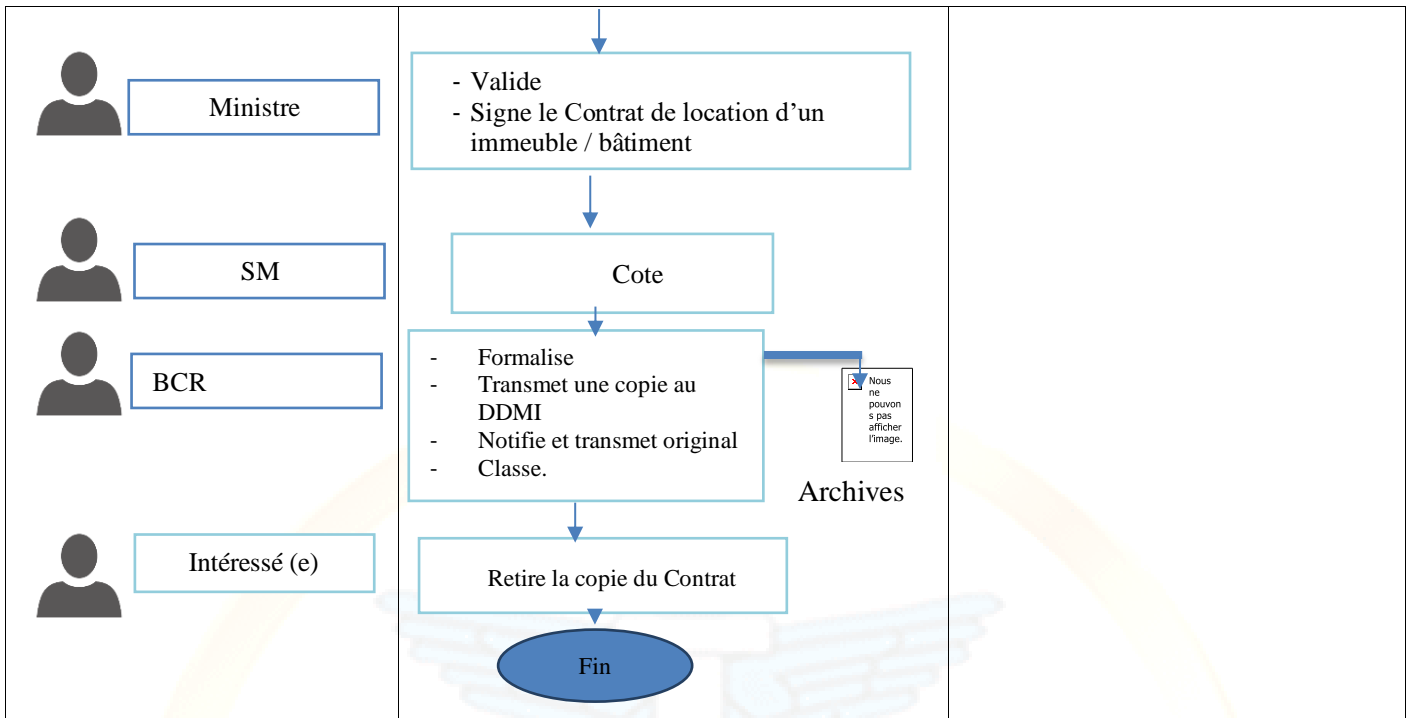 Ministre
- Valide
- Signe le Contrat de location d’un
immeuble / bâtiment
SM
Cote
BCR
- Formalise
- Transmet une copie au
DDMI
- Notifie et transmet original
- Classe.
Nous
ne
pouvon
s pas
afficher
l’image.
Archives
Intéressé (e)
Retire la copie du Contrat
Fin